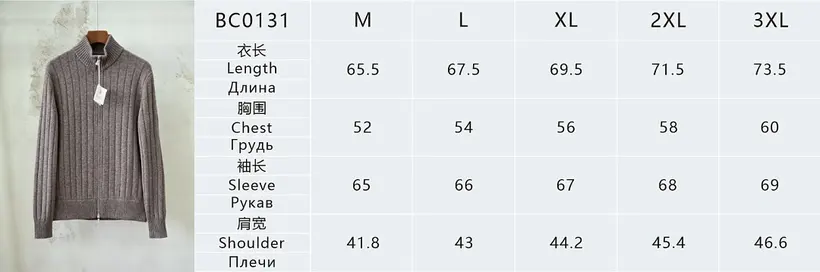 BC0131 M L XL 2XL 3XL
衣长
Length 65.5 67.5 69.5 71.5 73.5
Длина
胸围
Chest 52 54 56 58 60
Грудь
袖长
Sleeve 65 66 67 68 69
Рукав
肩宽
Shoulder 41.8 43 44.2 45.4 46.6
Плечи